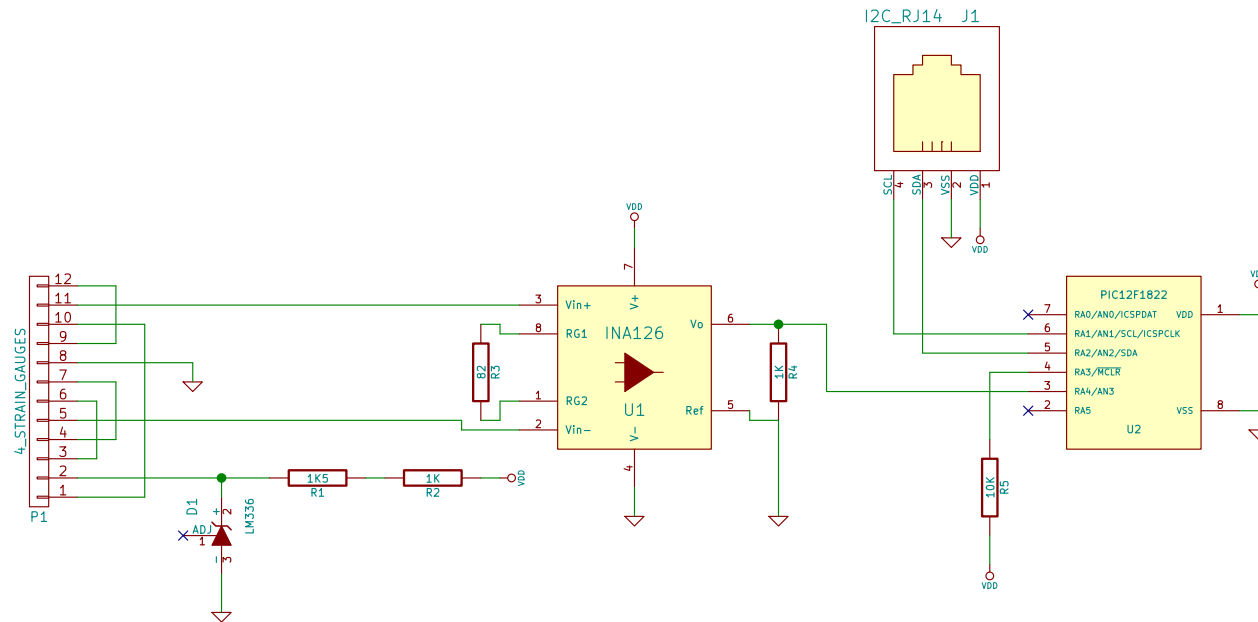 I2C_RJ14 J1
SCL
SDA
VSS
VDD
4
3
2
1
VDD
VDD
4_STRAIN_GAUGES
12
11
10
9
8
7
6
5
4
3
2
1
P1
7
V+
3 Vin+
8 RG1
INA126
Vo 6
82
R3
1K
R4
1 RG2
U1
Ref 5
2 Vin-
V-
4
PIC12F1822
7 RA0/AN0/ICSPDAT
VDD 1
6 RA1/AN1/SCL/ICSPCLK
5 RA2/AN2/SDA
4 RA3/MCLR
3 RA4/AN3
2 RA5
VSS 8
U2
1K5
R1
1K
R2
VDD
D1
+ 2
ADJ
1
- 3
LM336
10K
R5
VDD